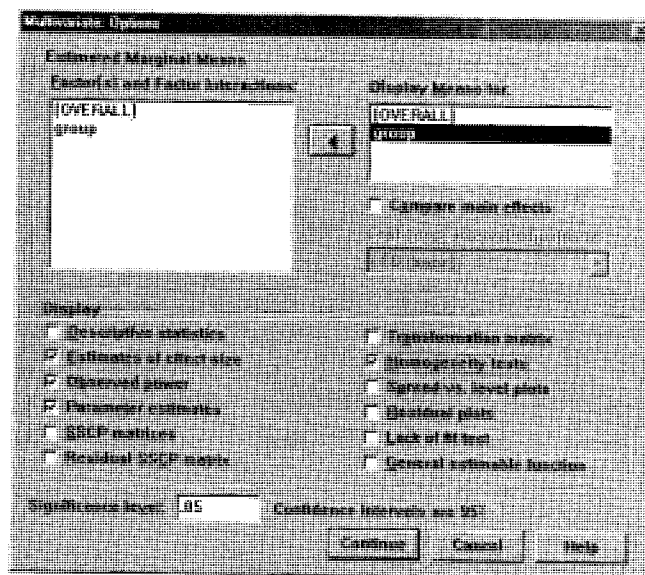 Multivariate: Options
Estimated Marginal Means
Factor(s) and Factor Interactions:
(OVERALL)
group
Display Means for:
(OVERALL)
group
Compare main effects
Display
Descriptive statistics
Estimates of effect size
Observed power
Parameter estimates
SSCP matrices
Residual SSCP matrix
Transformation matrix
Homogeneity tests
Spread vs. level plots
Residual plots
Lack of fit test
General estimable function
Significance level: .05
Confidence intervals are 95%
Continue
Cancel
Help